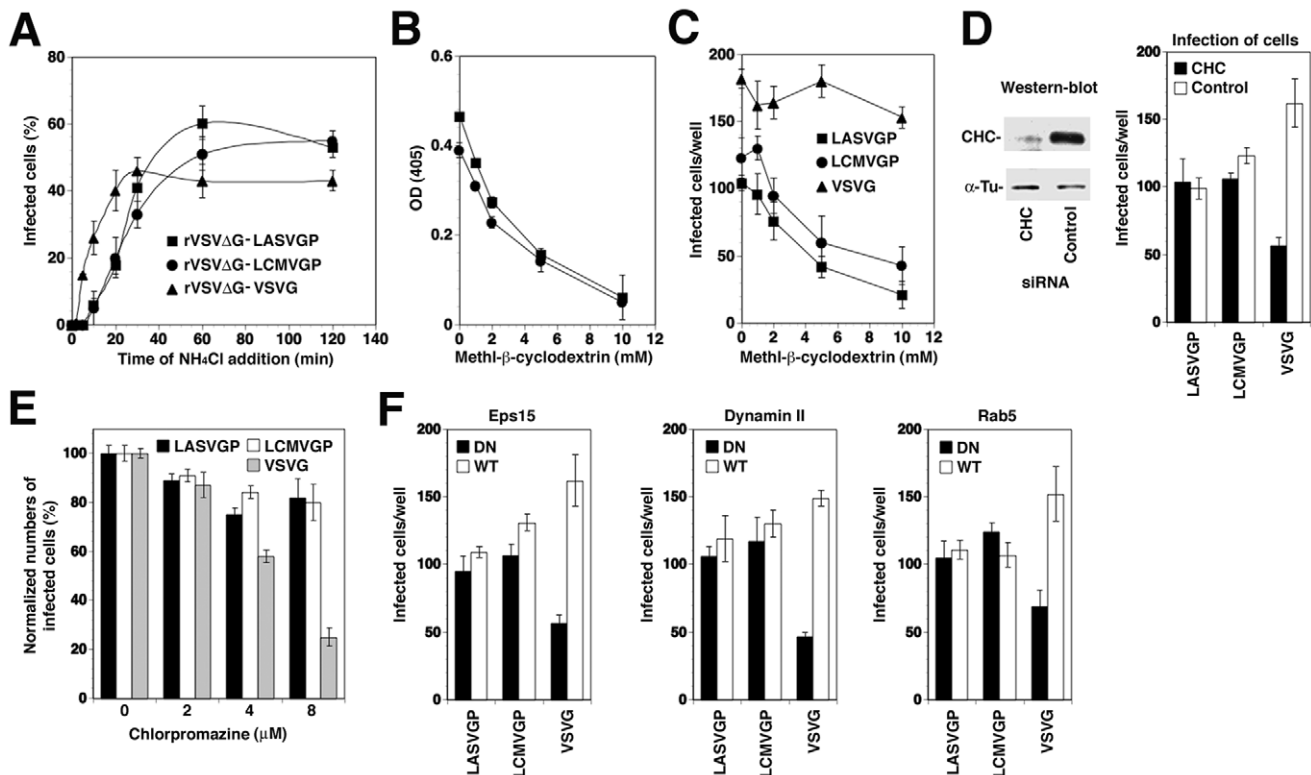 A
80
60
40
20
0
Infected cells (%)
rVSVΔG-LASVGP
rVSVΔG-LCMVGP
rVSVΔG-VSVG
0 20 40 60 80 100 120 140
Time of NH₄Cl addition (min)
B
0.6
0.4
0.2
0
OD (405)
0 2 4 6 8 10 12
Methl-β-cyclodextrin (mM)
C
200
150
100
50
0
Infected cells/well
LASVGP
LCMVGP
VSVG
0 2 4 6 8 10 12
Methl-β-cyclodextrin (mM)
D
Western-blot
CHC-
α-Tu-
CHC
Control
siRNA
Infection of cells
200
150
100
50
0
Infected cells/well
CHC
Control
LASVGP
LCMVGP
VSVG
E
100
80
60
40
20
0
Normalized numbers of
infected cells (%)
LASVGP
LCMVGP
VSVG
0 2 4 8
Chlorpromazine (μM)
F
Eps15
200
150
100
50
0
Infected cells/well
DN
WT
LASVGP
LCMVGP
VSVG
Dynamin II
200
150
100
50
0
Infected cells/well
DN
WT
LASVGP
LCMVGP
VSVG
Rab5
200
150
100
50
0
Infected cells/well
DN
WT
LASVGP
LCMVGP
VSVG